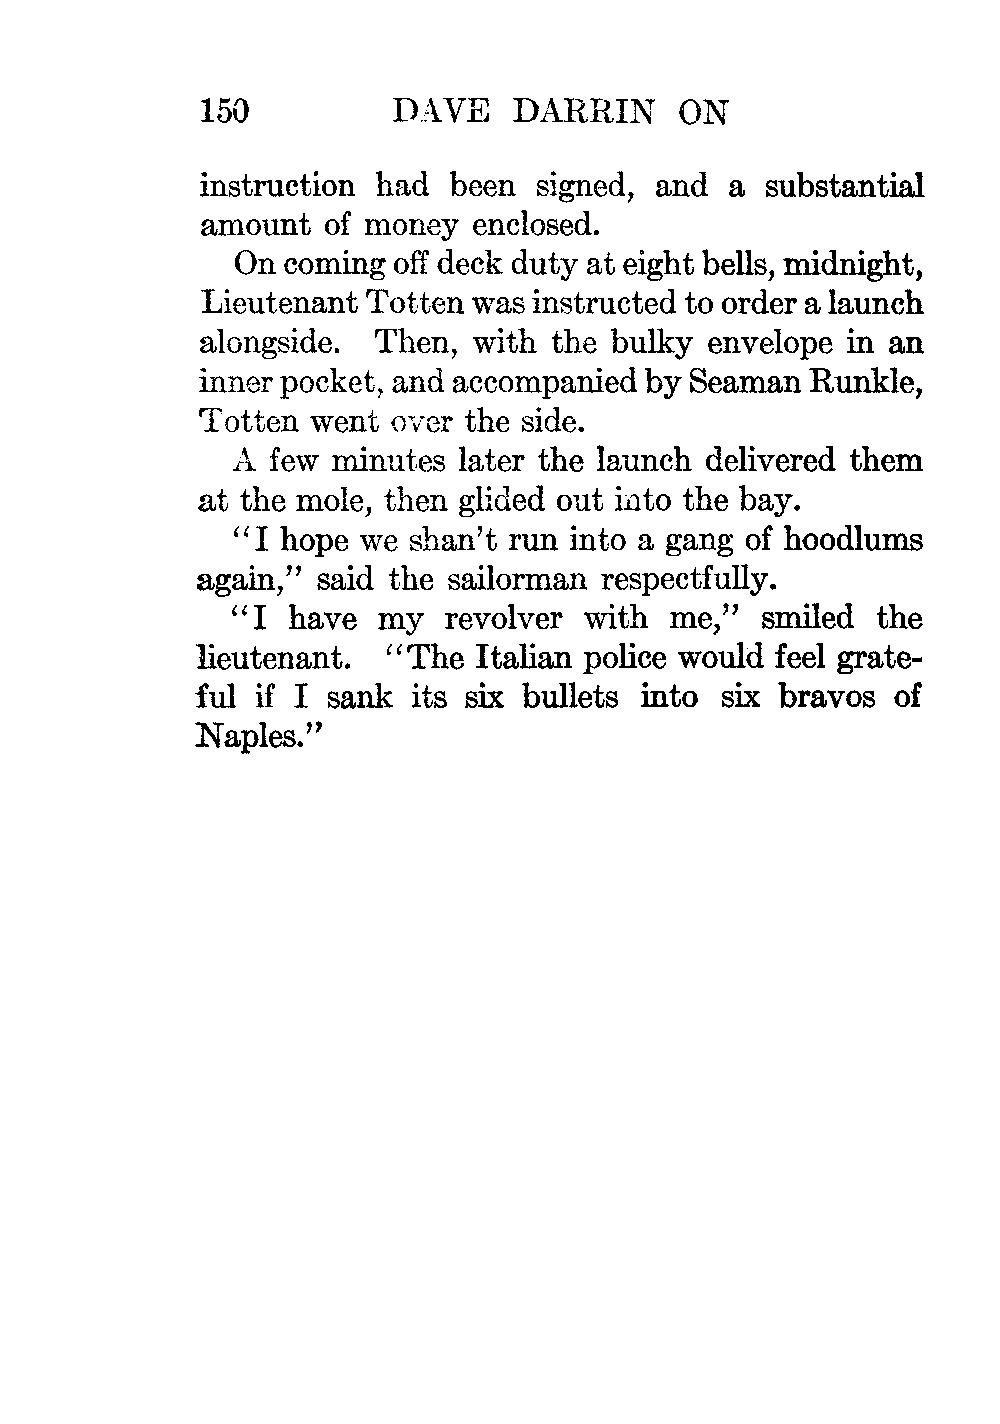 150 DAVE DARRIN ON
instruction had been signed, and a substantial
amount of money enclosed.
On coming off deck duty at eight bells, midnight,
Lieutenant Totten was instructed to order a launch
alongside. Then, with the bulky envelope in an
inner pocket, and accompanied by Seaman Runkle,
Totten went over the side.
A few minutes later the launch delivered them
at the mole, then glided out into the bay.
“I hope we shan’t run into a gang of hoodlums
again,” said the sailorman respectfully.
“I have my revolver with me,” smiled the
lieutenant. “The Italian police would feel grate-
ful if I sank its six bullets into six bravos of
Naples.”